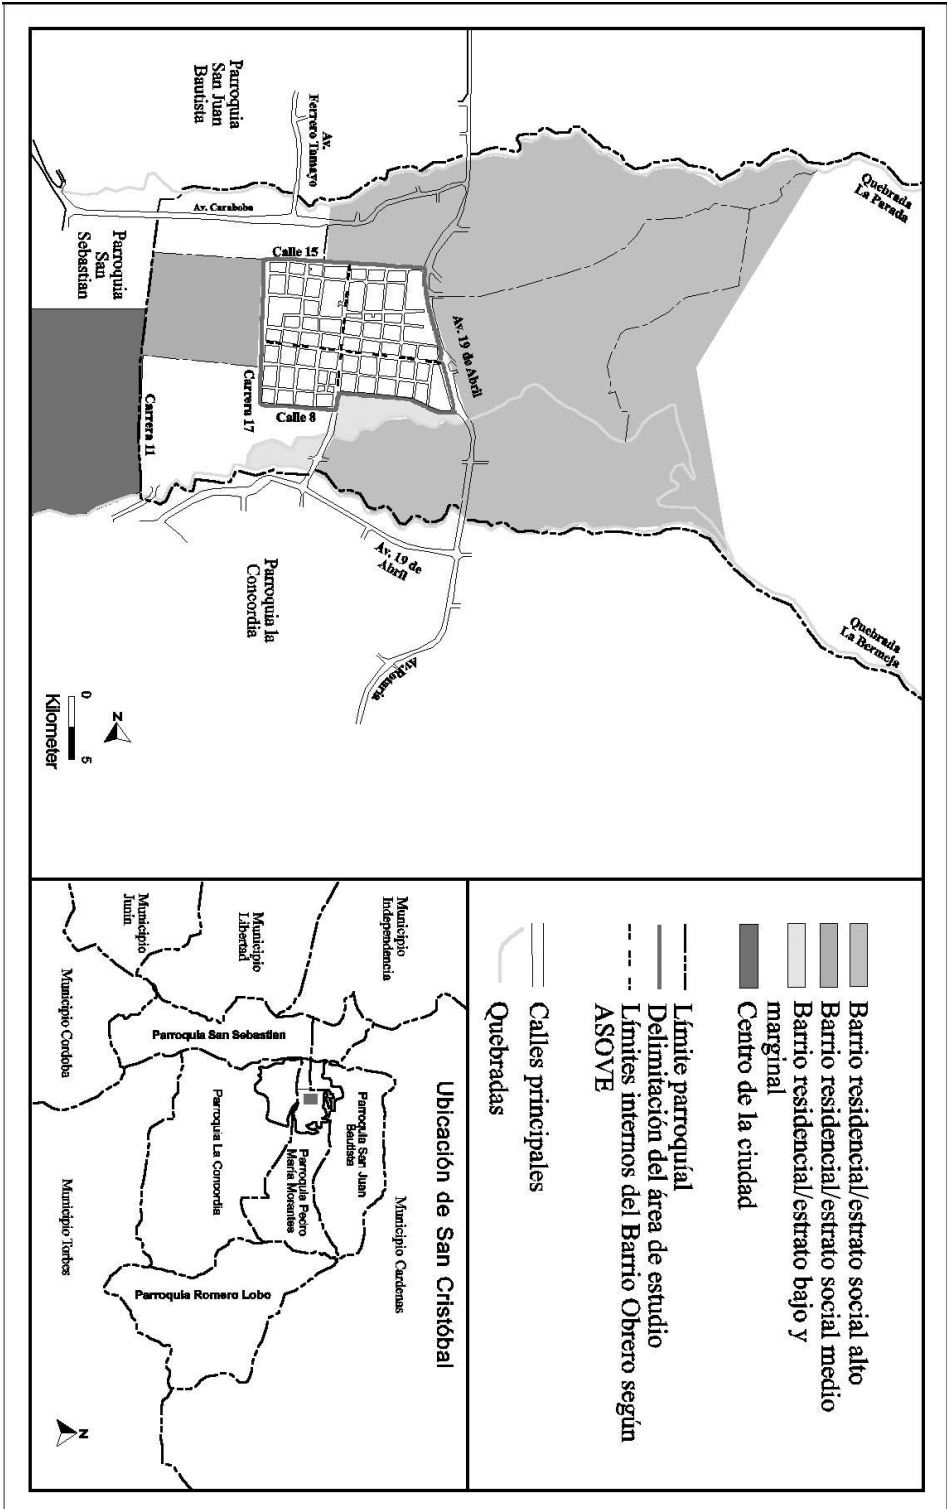 Parroquia
San Juan
Bautista
Av.
Ferrero Tamayo
Av. Carabobo
Parroquia
San
Sebastian
Calle 15
Carrera 17
Calle 8
Carrera 11
Av. 19 de Abril
Quebrada
La Parada
Av. 19 de
Abril
Parroquia la
Concordia
Av. Rotaria
Quebrada
La Bermeja
N
0 5
Kilometer
Barrio residencial/estrato social alto
Barrio residencial/estrato social medio
Barrio residencial/estrato bajo y
marginal
Centro de la ciudad
Límite parroquíal
Delimitación del área de estudio
Límites internos del Barrio Obrero según
ASOVE
Calles principales
Quebradas
Ubicación de San Cristóbal
Municipio
Independencia
Municipio
Libertad
Municipio
Junin
Municipio Cordoba
Municipio Cardenas
Municipio Torbes
Parroquia San Sebastian
Parroquia San Juan
Bautista
Parroquia Pedro
María Morantes
Parroquia La Concordia
Parroquia Romero Lobo
N